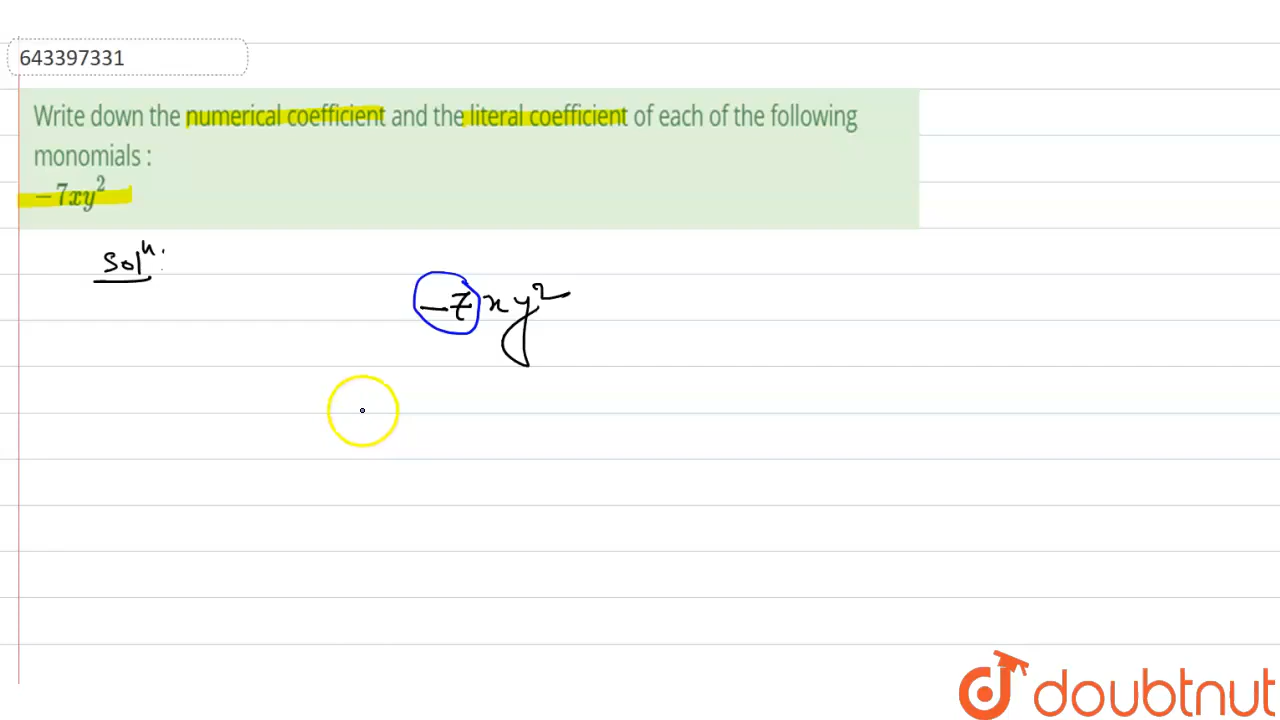 643397331
Write down the numerical coefficient and the literal coefficient of each of the following
monomials :
−7xy²
Solⁿ:
−7xy²
doubtnut